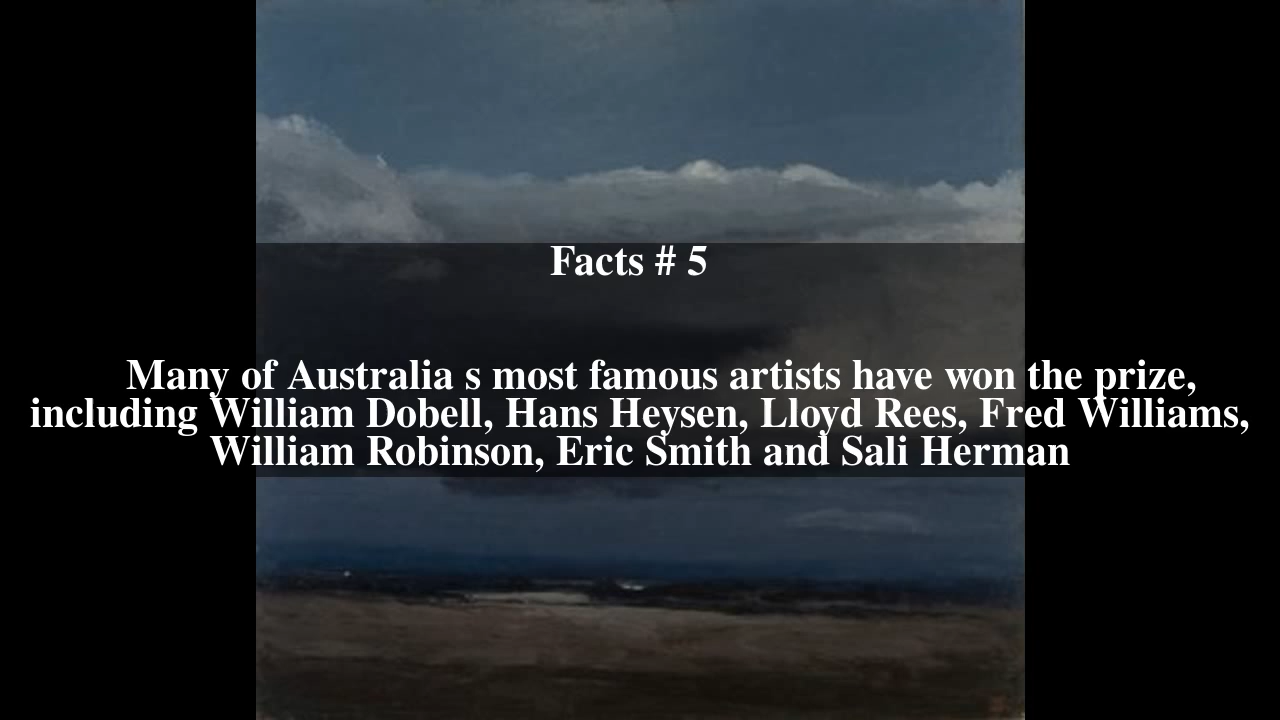 Facts # 5
Many of Australia s most famous artists have won the prize,
including William Dobell, Hans Heysen, Lloyd Rees, Fred Williams,
William Robinson, Eric Smith and Sali Herman